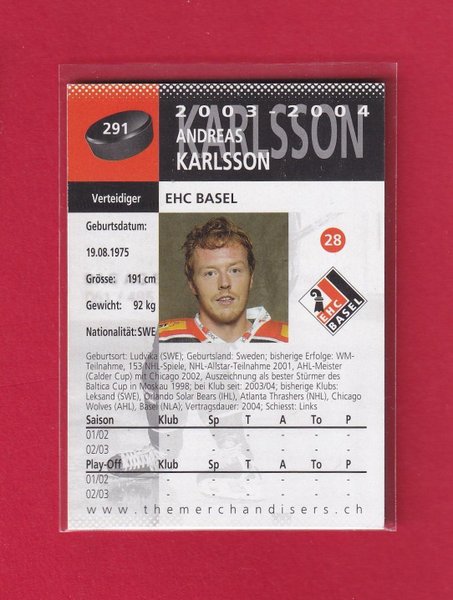 291
2003-2004
KARLSSON
ANDREAS
KARLSSON
Verteidiger
EHC BASEL
Geburtsdatum:
19.08.1975
28
Grösse: 191 cm
Gewicht: 92 kg
Nationalität: SWE
EHC
BASEL
Geburtsort: Ludvika (SWE); Geburtsland: Sweden; bisherige Erfolge: WM-
Teilnahme, 153 NHL-Spiele, NHL-Allstar-Teilnahme 2001, AHL-Meister
(Calder Cup) mit Chicago 2002, Auszeichnung als bester Stürmer des
Baltica Cup in Moskau 1998; bei Klub seit: 2003/04; bisherige Klubs:
Leksand (SWE), Orlando Solar Bears (IHL), Atlanta Thrashers (NHL), Chicago
Wolves (AHL), Basel (NLA); Vertragsdauer: 2004; Schiesst: Links
Saison Klub Sp T A To P
01/02 - - - - - -
02/03 - - - - - -
Play-Off Klub Sp T A To P
01/02 - - - - - -
02/03 - - - - - -
www.themerchandisers.ch